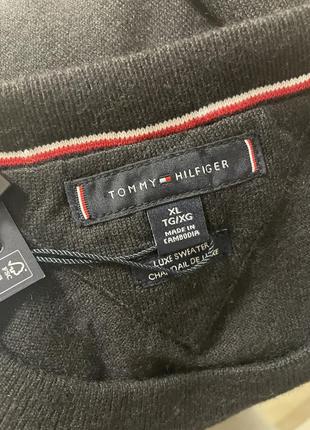 TOMMY HILFIGER
XL
TG/XG
MADE IN
CAMBODIA
LUXE SWEATER
CHANDAIL DE LUXE